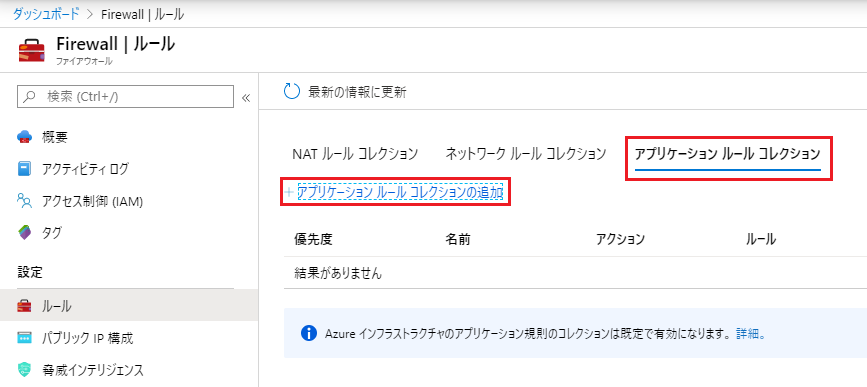 ダッシュボード > Firewall | ルール
Firewall | ルール
ファイアウォール
検索 (Ctrl+/)
«
概要
アクティビティ ログ
アクセス制御 (IAM)
タグ
設定
ルール
パブリック IP 構成
脅威インテリジェンス
最新の情報に更新
NAT ルール コレクション ネットワーク ルール コレクション アプリケーション ルール コレクション
+ アプリケーション ルール コレクションの追加
優先度 名前 アクション ルール
結果がありません
Azure インフラストラクチャのアプリケーション規則のコレクションは既定で有効になります。 詳細。